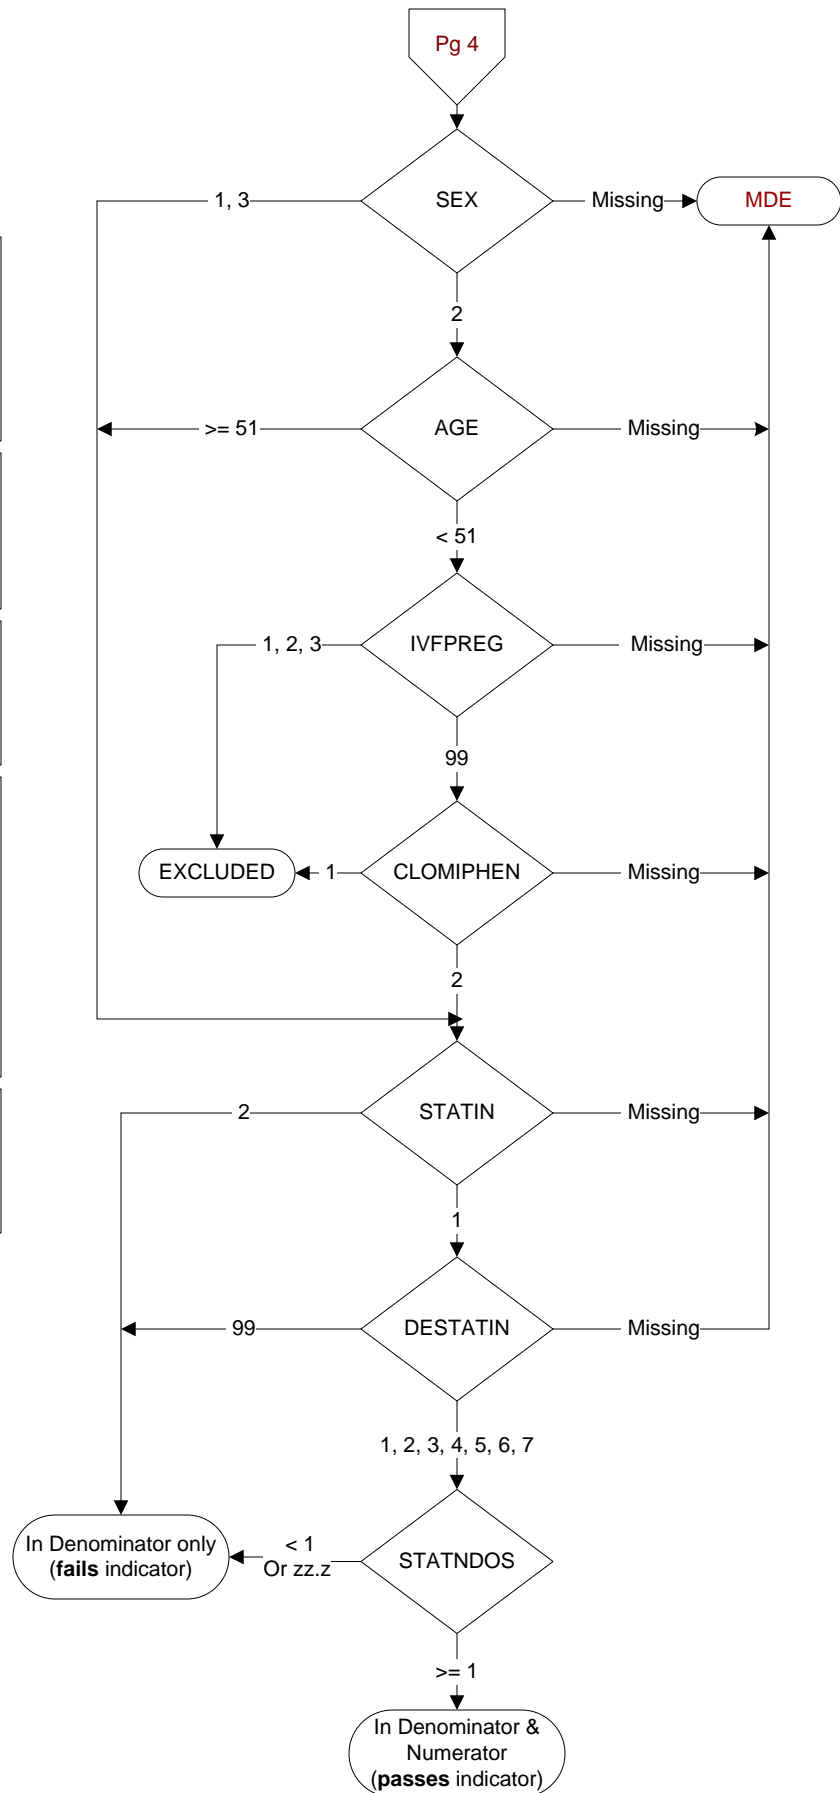 Pg 4
1, 3
SEX
Missing
MDE
2
>= 51
AGE
Missing
< 51
1, 2, 3
IVFPREG
Missing
99
EXCLUDED
1
CLOMIPHEN
Missing
2
2
STATIN
Missing
1
99
DESTATIN
Missing
1, 2, 3, 4, 5, 6, 7
In Denominator only
(fails indicator)
< 1
Or zz.z
STATNDOS
>= 1
In Denominator &
Numerator
(passes indicator)